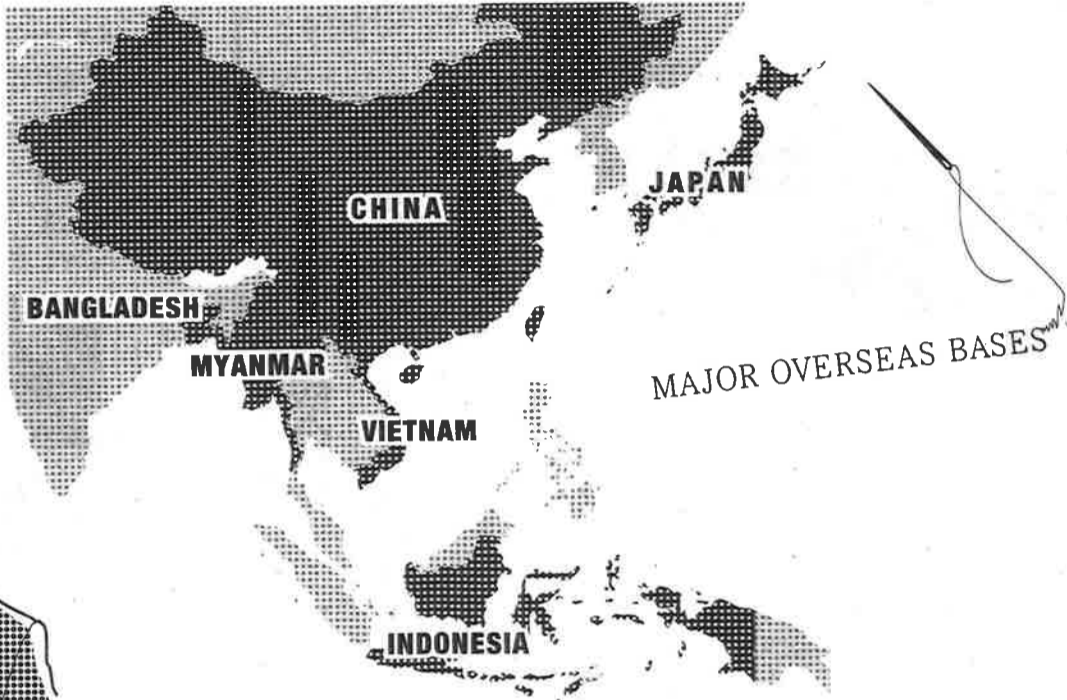 CHINA
JAPAN
BANGLADESH
MYANMAR
MAJOR OVERSEAS BASES
VIETNAM
INDONESIA